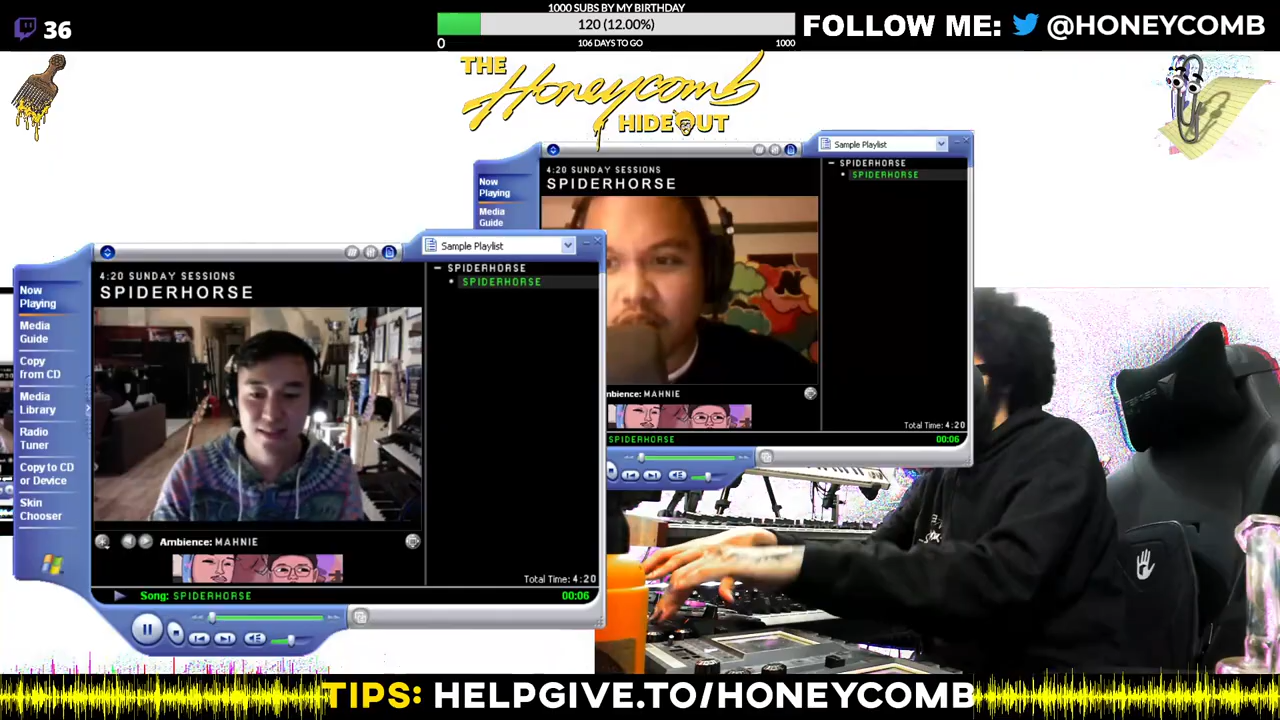 36
1000 SUBS BY MY BIRTHDAY
120 (12.00%)
0
106 DAYS TO GO
1000
FOLLOW ME: @HONEYCOMB
THE
Honeycomb
HIDEOUT
Sample Playlist
Now
Playing
Media
Guide
4:20 SUNDAY SESSIONS
SPIDERHORSE
SPIDERHORSE
SPIDERHORSE
Ambience: MAHNIE
Total Time: 4:20
SPIDERHORSE
00:06
Sample Playlist
4:20 SUNDAY SESSIONS
SPIDERHORSE
SPIDERHORSE
SPIDERHORSE
Now
Playing
Media
Guide
Copy
from CD
Media
Library
Radio
Tuner
Copy to CD
or Device
Skin
Chooser
Ambience: MAHNIE
Total Time: 4:20
Song: SPIDERHORSE
00:06
TIPS: HELPGIVE.TO/HONEYCOMB